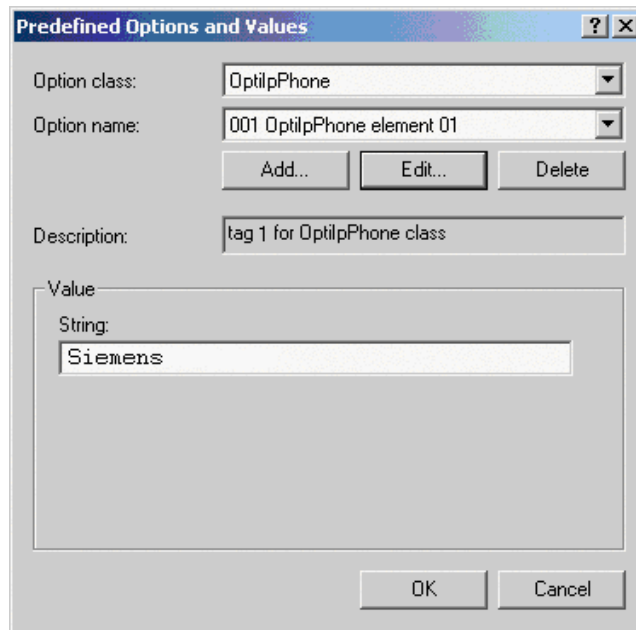 Predefined Options and Values
Option class: OptiIpPhone
Option name: 001 OptiIpPhone element 01
Add... Edit... Delete
Description: tag 1 for OptiIpPhone class
Value
String:
Siemens
OK Cancel